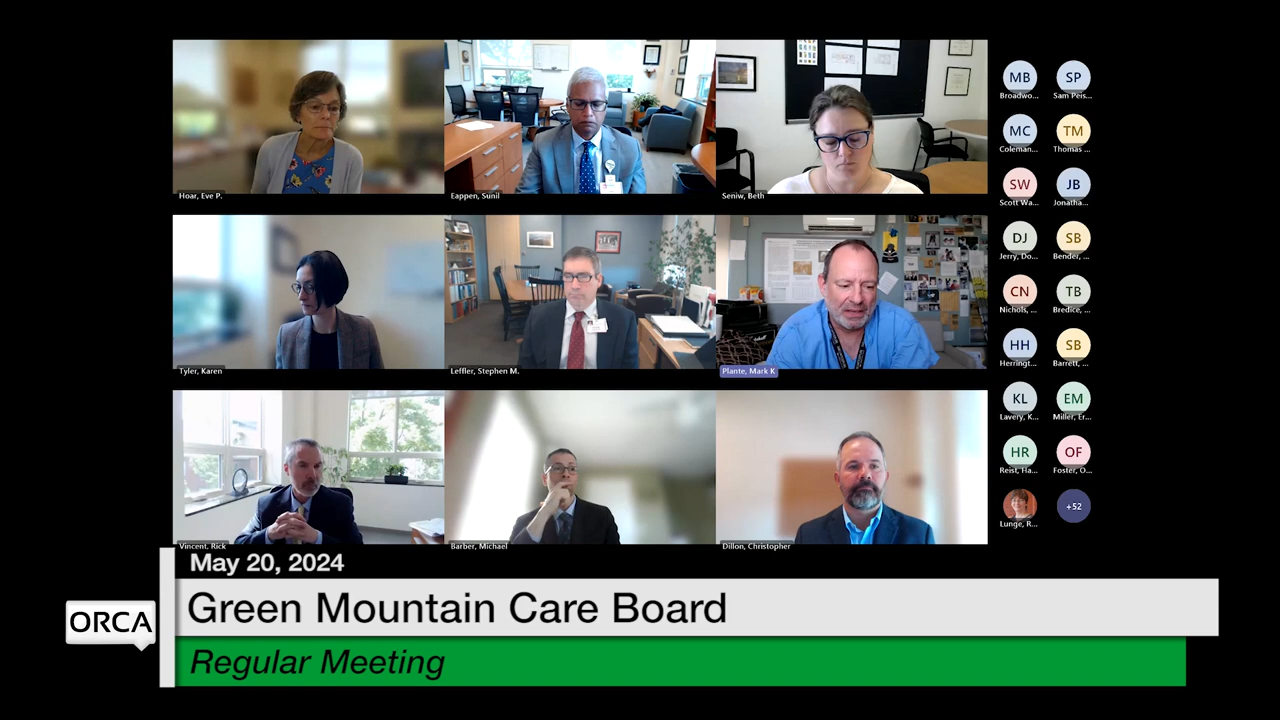 Hoar, Eve P.
Eappen, Sunil
Seniw, Beth
Tyler, Karen
Leffler, Stephen M.
Plante, Mark K
Vincent, Rick
Barber, Michael
Dillon, Christopher
MB SP
Broadwo... Sam Peis...
MC TM
Coleman... Thomas ...
SW JB
Scott Wa... Jonatha...
DJ SB
Jerry, Do... Bender, ...
CN TB
Nichols, ... Bredice, ...
HH SB
Herringt... Barrett, ...
KL EM
Lavery, K... Miller, Er...
HR OF
Reist, Ha... Foster, O...
+52
Lunge, R...
May 20, 2024
ORCA
Green Mountain Care Board
Regular Meeting